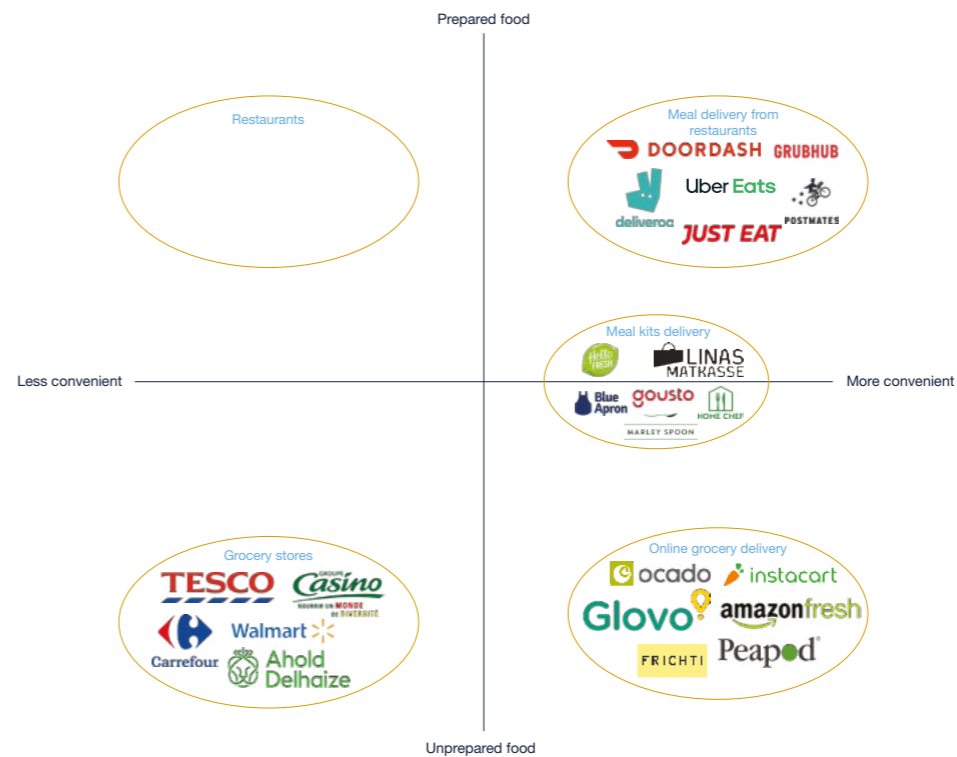 Prepared food
Restaurants
Meal delivery from
restaurants
DOORDASH
GRUBHUB
Uber Eats
deliveroo
JUST EAT
POSTMATES
Meal kits delivery
Hello
FRESH
LINAS
MATKASSE
Less convenient
More convenient
Blue
Apron
gousto
HOME CHEF
MARLEY SPOON
Grocery stores
TESCO
GROUPE
Casino
NOURRIR UN MONDE
DE DIVERSITÉ
Carrefour
Walmart
Ahold
Delhaize
Online grocery delivery
ocado
instacart
Glovo
amazonfresh
FRICHTI
Peapod
Unprepared food